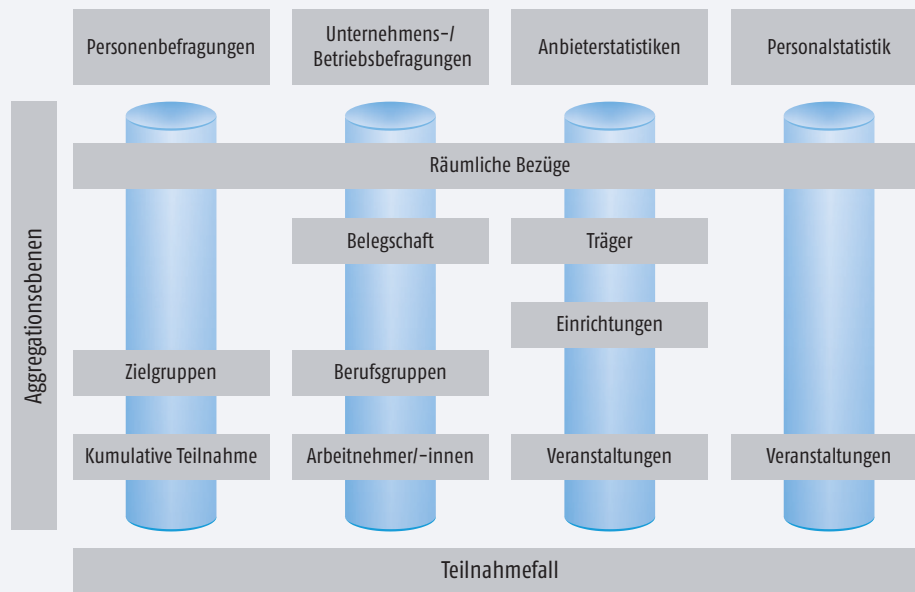 Personenbefragungen
Unternehmens-/
Betriebsbefragungen
Anbieterstatistiken
Personalstatistik
Aggregationsebenen
Räumliche Bezüge
Belegschaft
Träger
Einrichtungen
Zielgruppen
Berufsgruppen
Kumulative Teilnahme
Arbeitnehmer/-innen
Veranstaltungen
Veranstaltungen
Teilnahmefall